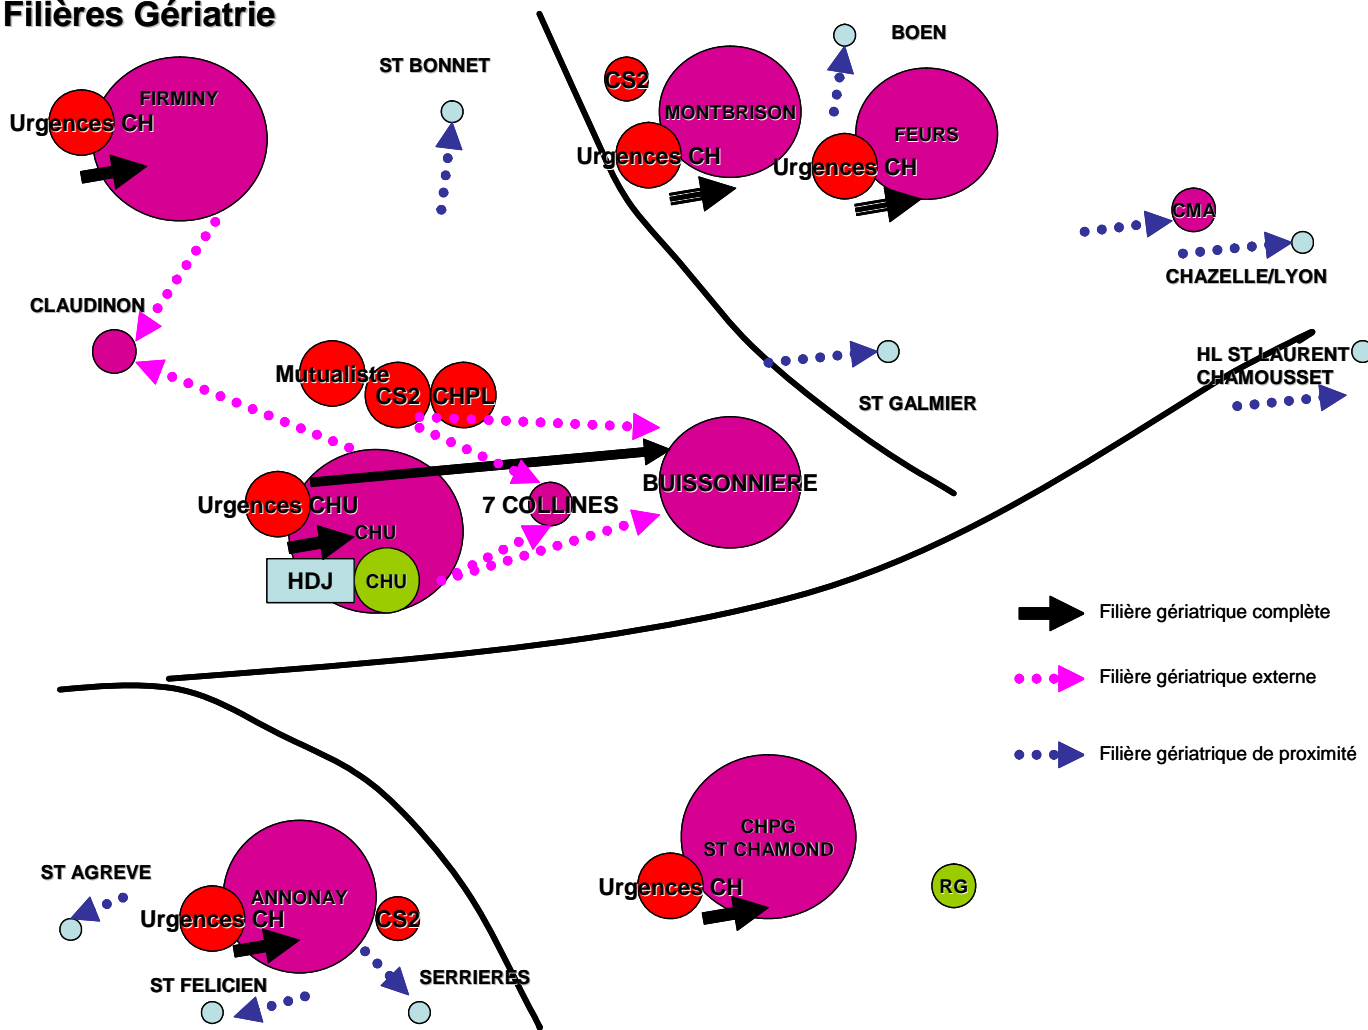 Filières Gériatrie
BOEN
ST BONNET
CS2
FIRMINY
MONTBRISON
Urgences CH
FEURS
Urgences CH
Urgences CH
CMA
CHAZELLE/LYON
CLAUDINON
HL ST LAURENT
CHAMOUSSET
Mutualiste
CS2
CHPL
ST GALMIER
BUISSONNIERE
Urgences CHU
7 COLLINES
CHU
HDJ
CHU
Filière gériatrique complète
Filière gériatrique externe
Filière gériatrique de proximité
CHPG
ST CHAMOND
ST AGREVE
Urgences CH
RG
ANNONAY
Urgences CH
CS2
ST FELICIEN
SERRIERES